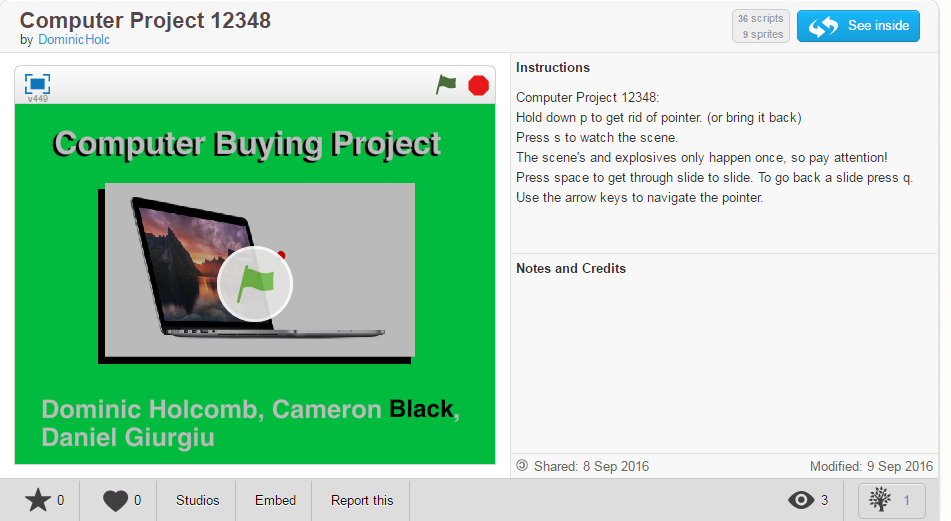 Computer Project 12348
by DominicHolc
36 scripts
9 sprites
See inside
v449
Computer Buying Project
Dominic Holcomb, Cameron Black,
Daniel Giurgiu
Instructions
Computer Project 12348:
Hold down p to get rid of pointer. (or bring it back)
Press s to watch the scene.
The scene's and explosives only happen once, so pay attention!
Press space to get through slide to slide. To go back a slide press q.
Use the arrow keys to navigate the pointer.
Notes and Credits
Shared: 8 Sep 2016
Modified: 9 Sep 2016
0
0
Studios
Embed
Report this
3
1